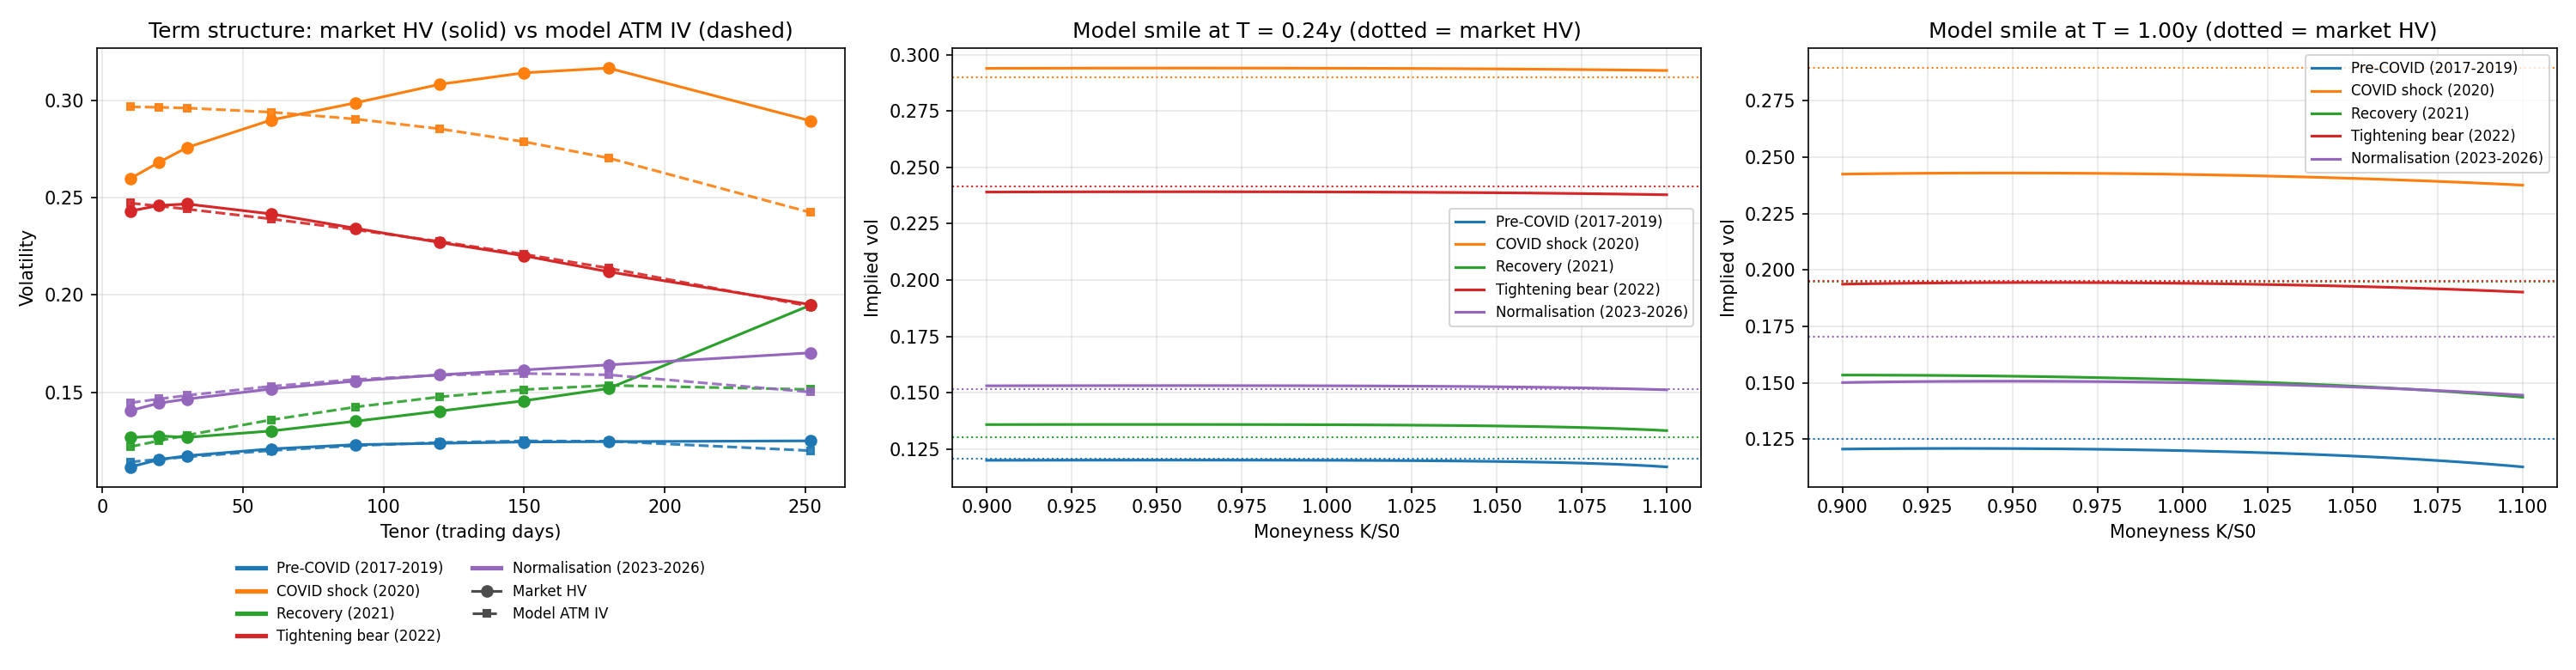 Term structure: market HV (solid) vs model ATM IV (dashed)
Volatility
0.30
0.25
0.20
0.15
0
50
100
150
200
250
Tenor (trading days)
Pre-COVID (2017-2019)
COVID shock (2020)
Recovery (2021)
Tightening bear (2022)
Normalisation (2023-2026)
Market HV
Model ATM IV
Model smile at T = 0.24y (dotted = market HV)
Implied vol
0.300
0.275
0.250
0.225
0.200
0.175
0.150
0.125
Pre-COVID (2017-2019)
COVID shock (2020)
Recovery (2021)
Tightening bear (2022)
Normalisation (2023-2026)
0.900
0.925
0.950
0.975
1.000
1.025
1.050
1.075
1.100
Moneyness K/S0
Model smile at T = 1.00y (dotted = market HV)
Implied vol
0.275
0.250
0.225
0.200
0.175
0.150
0.125
Pre-COVID (2017-2019)
COVID shock (2020)
Recovery (2021)
Tightening bear (2022)
Normalisation (2023-2026)
0.900
0.925
0.950
0.975
1.000
1.025
1.050
1.075
1.100
Moneyness K/S0